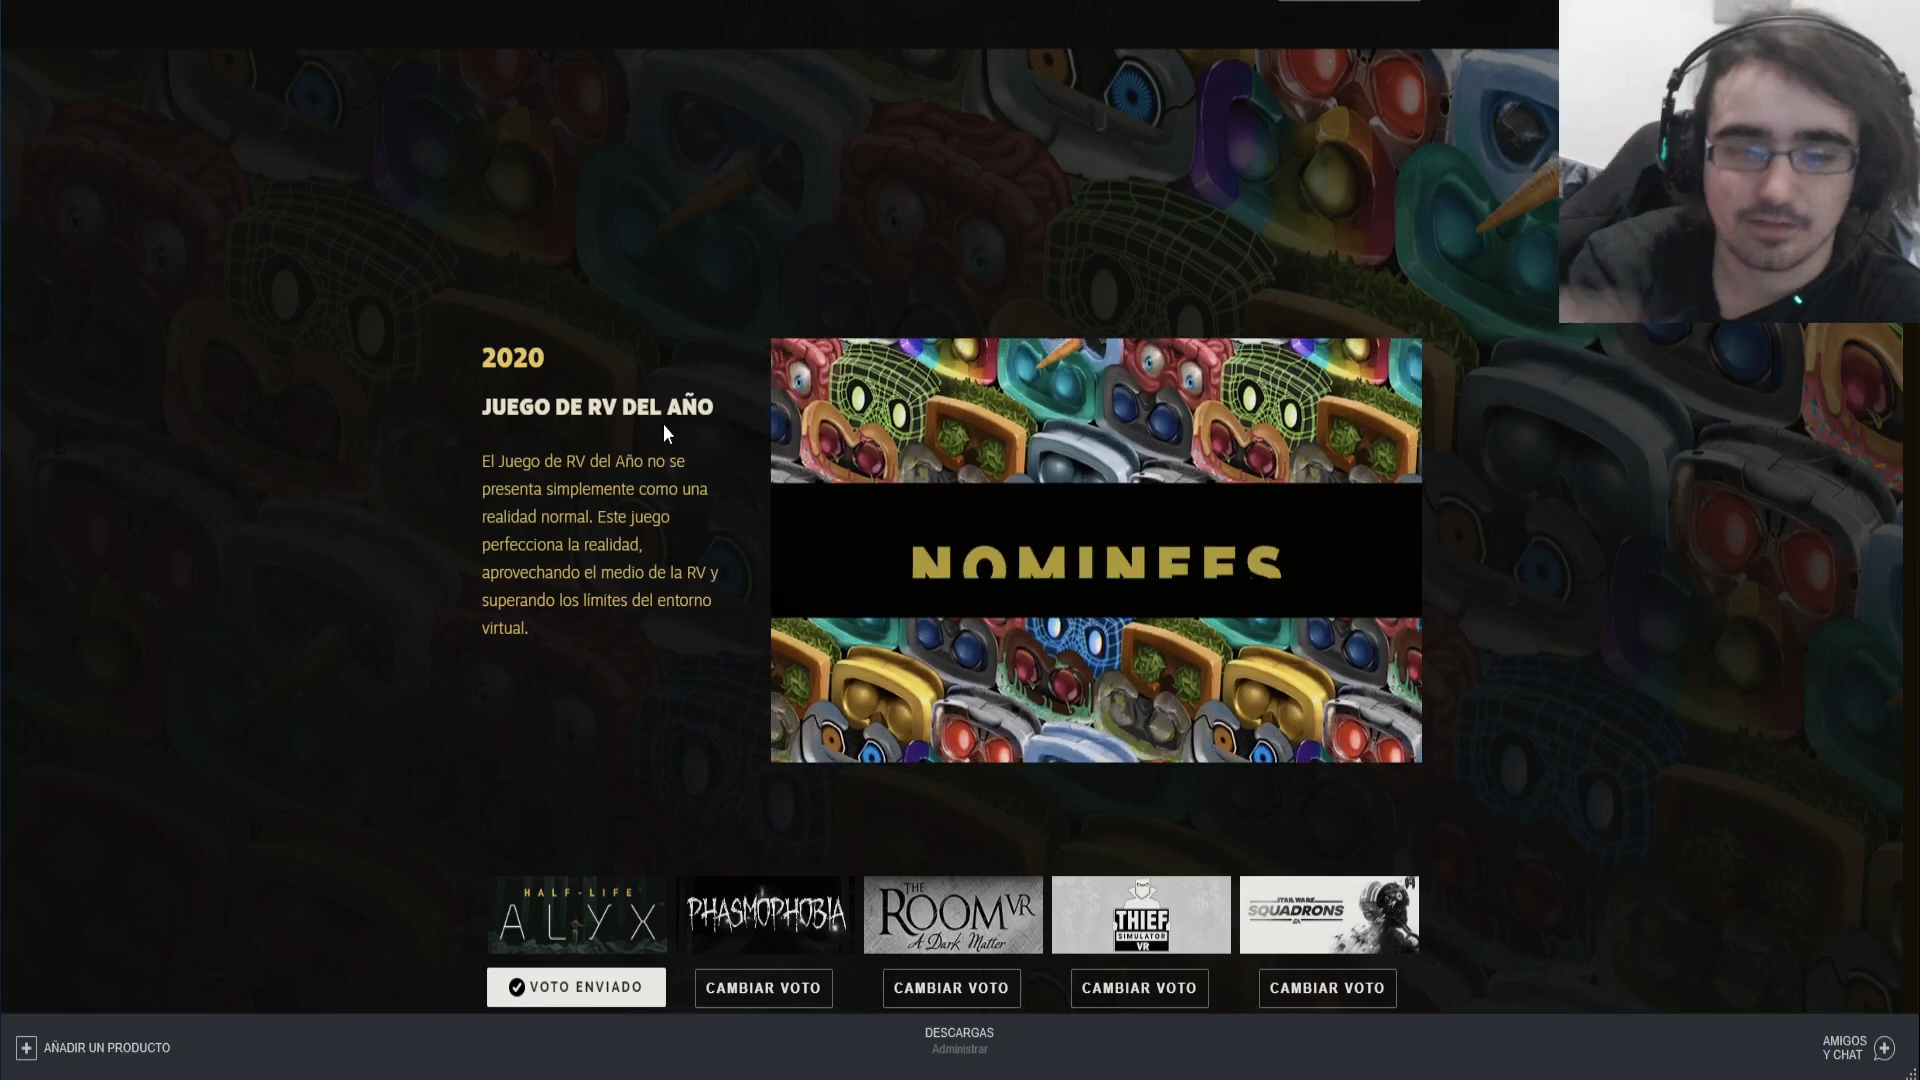 2020
JUEGO DE RV DEL AÑO
El Juego de RV del Año no se
presenta simplemente como una
realidad normal. Este juego
perfecciona la realidad,
aprovechando el medio de la RV y
superando los límites del entorno
virtual.
NOMINEES
HALF-LIFE
ALYX
PHASMOPHOBIA
THE
ROOM VR
A Dark Matter
THIEF
SIMULATOR
VR
STAR WARS
SQUADRONS
EA
VOTO ENVIADO
CAMBIAR VOTO
CAMBIAR VOTO
CAMBIAR VOTO
CAMBIAR VOTO
AÑADIR UN PRODUCTO
DESCARGAS
Administrar
AMIGOS
Y CHAT